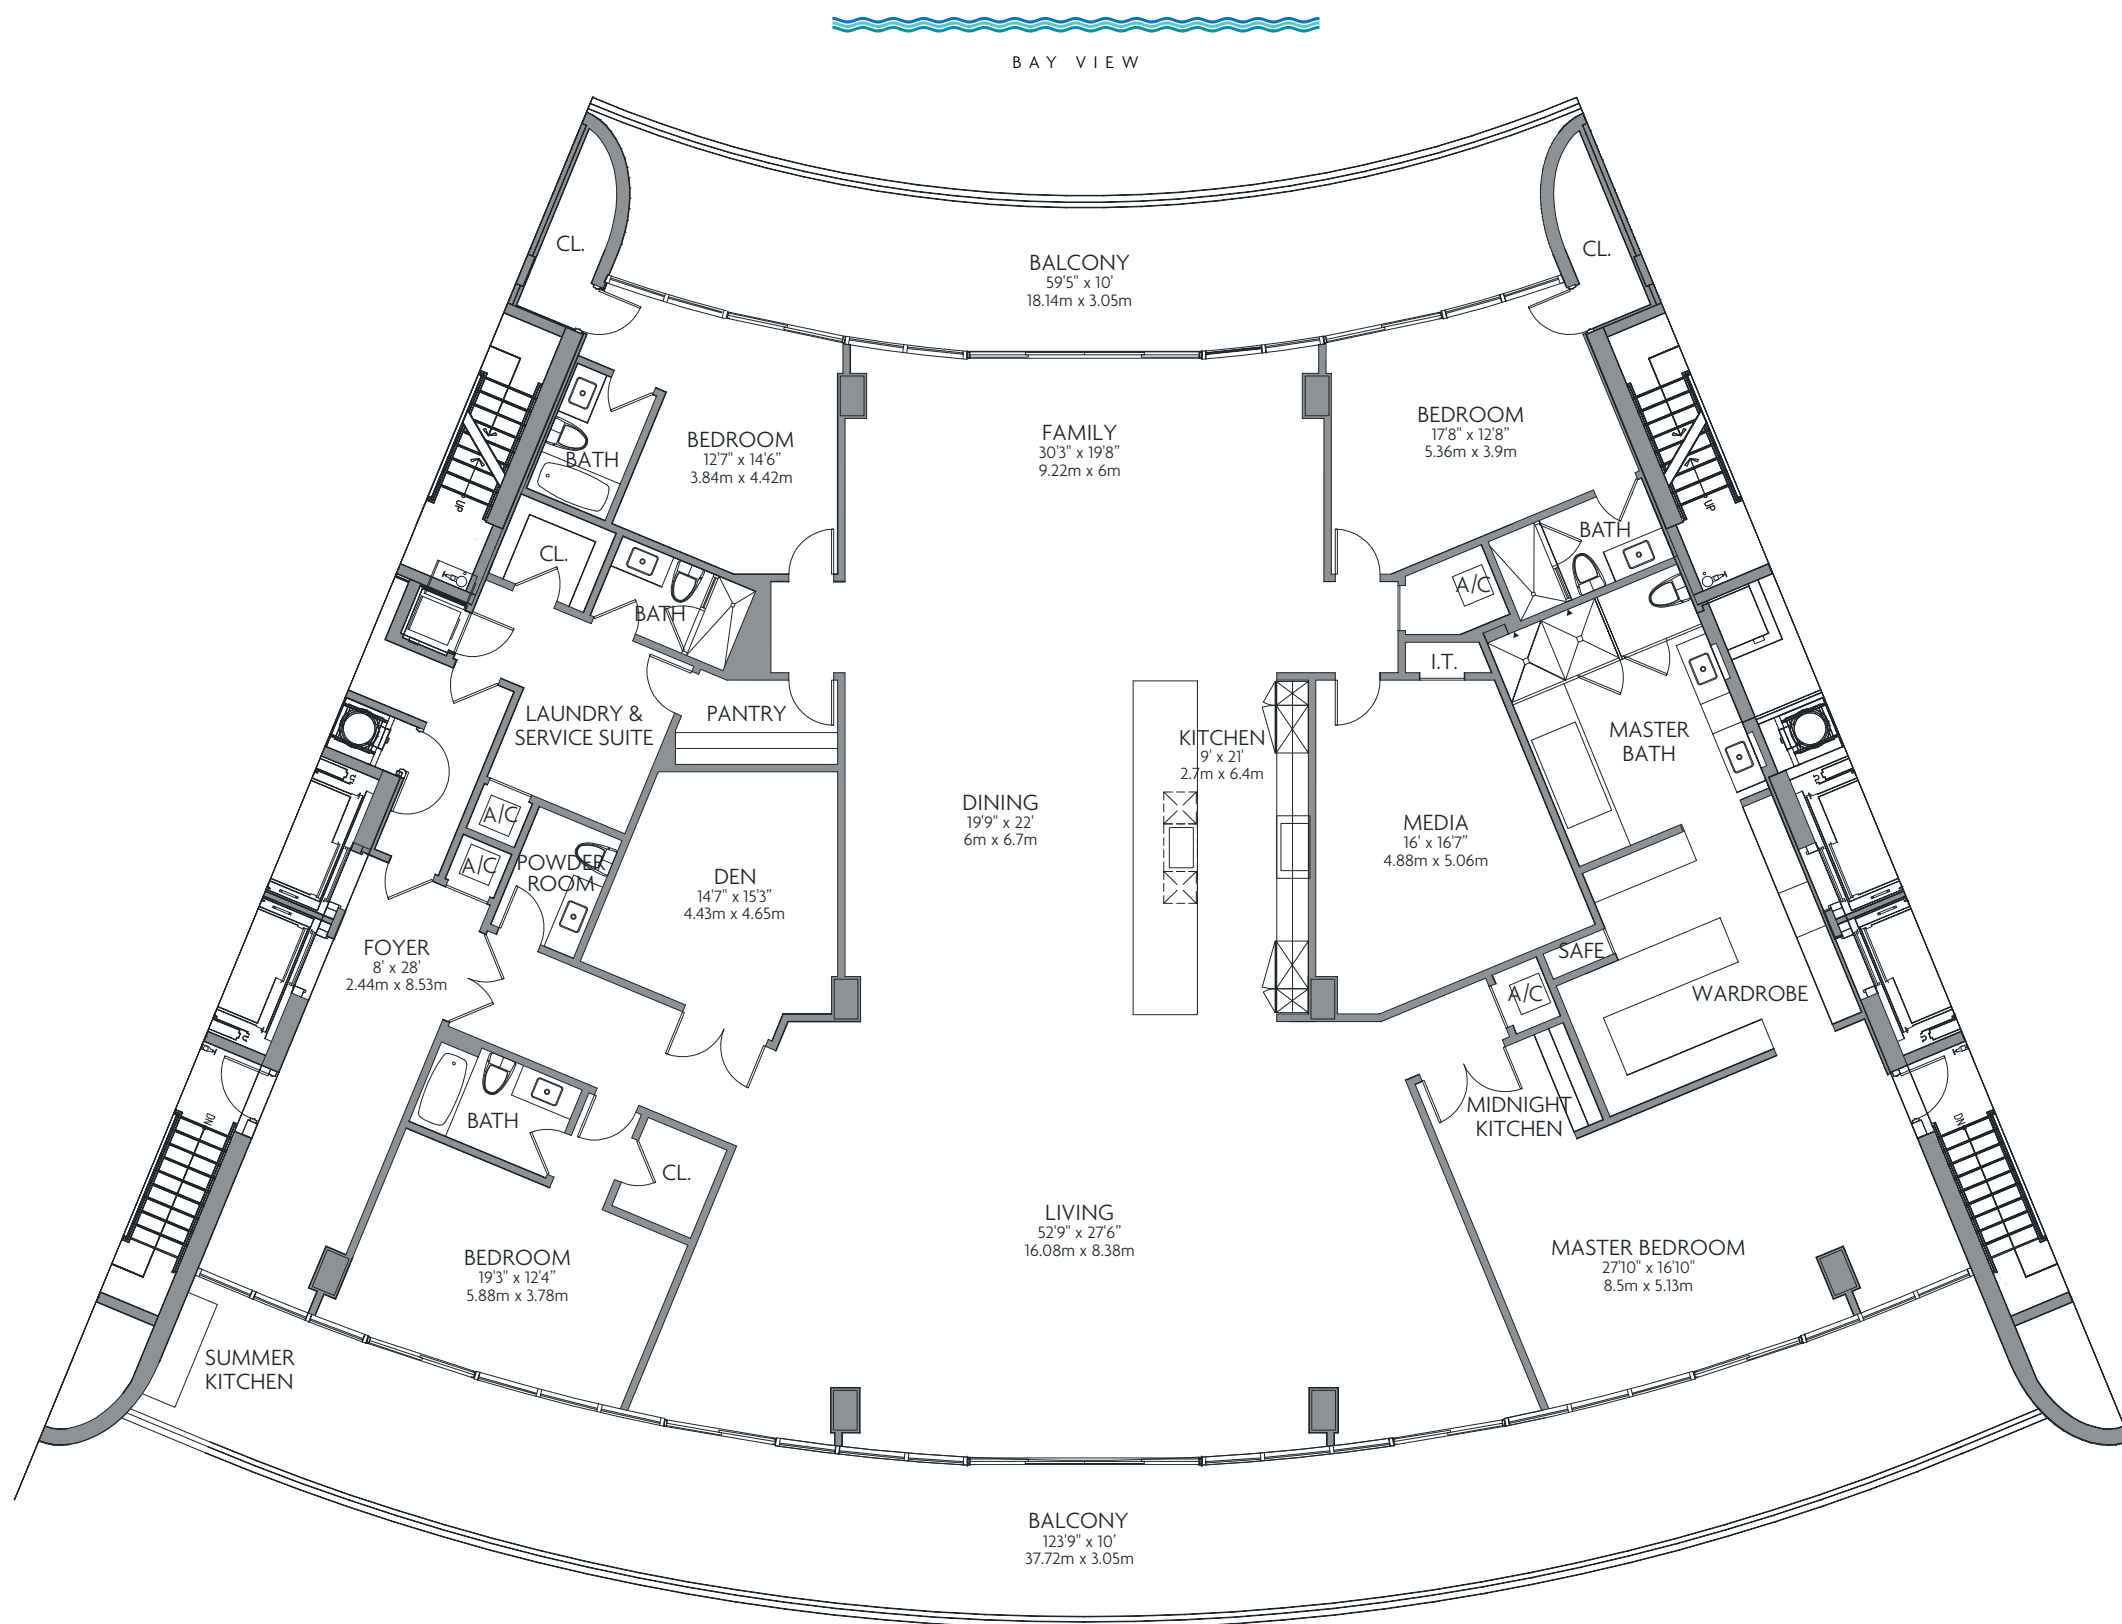 BAY VIEW
CL.
BALCONY
59'5" x 10'
18.14m x 3.05m
CL.
BATH
BEDROOM
12'7" x 14'6”
3.84m x 4.42m
FAMILY
30'3" x 19'8”
9.22m x 6m
BEDROOM
17'8" x 12'8”
5.36m x 3.9m
BATH
UP
UP
CL.
BATH
A/C
I.T.
LAUNDRY &
SERVICE SUITE
PANTRY
KITCHEN
9' x 21'
2.7m x 6.4m
MASTER
BATH
DINING
19'9" x 22'
6m x 6.7m
MEDIA
16' x 16'7”
4.88m x 5.06m
A/C
A/C
POWDER
ROOM
DEN
14'7" x 15'3”
4.43m x 4.65m
FOYER
8' x 28'
2.44m x 8.53m
SAFE
A/C
WARDROBE
BATH
DN
MIDNIGHT
KITCHEN
DN
CL.
BEDROOM
19'3" x 12'4”
5.88m x 3.78m
LIVING
52'9" x 27'6”
16.08m x 8.38m
MASTER BEDROOM
27'10" x 16'10”
8.5m x 5.13m
SUMMER
KITCHEN
BALCONY
123'9" x 10’
37.72m x 3.05m